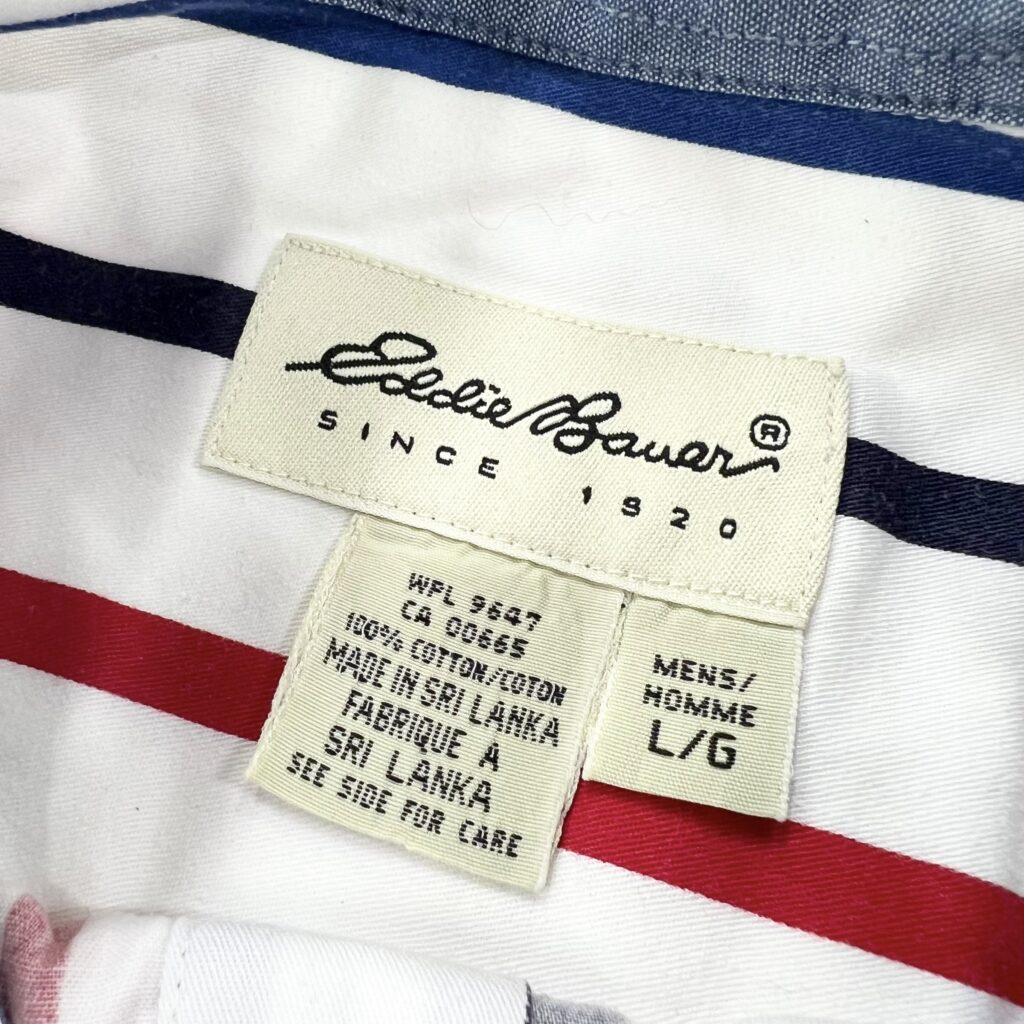 Eddie Bauer®
SINCE 1920
WPL 9647
CA 00665
100% COTTON/COTON
MADE IN SRI LANKA
FABRIQUE A
SRI LANKA
SEE SIDE FOR CARE
MENS/
HOMME
L/G